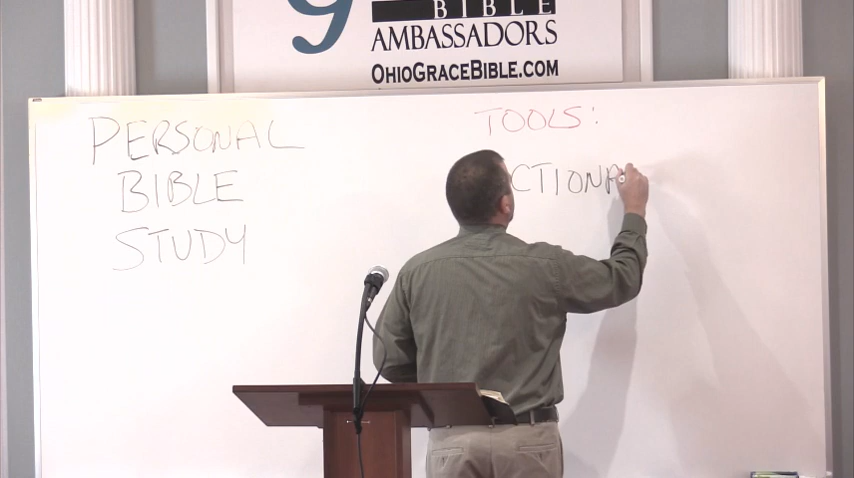 g
BIBLE
AMBASSADORS
OHIOGRACEBIBLE.COM
PERSONAL
BIBLE
STUDY
TOOLS:
CTIONA